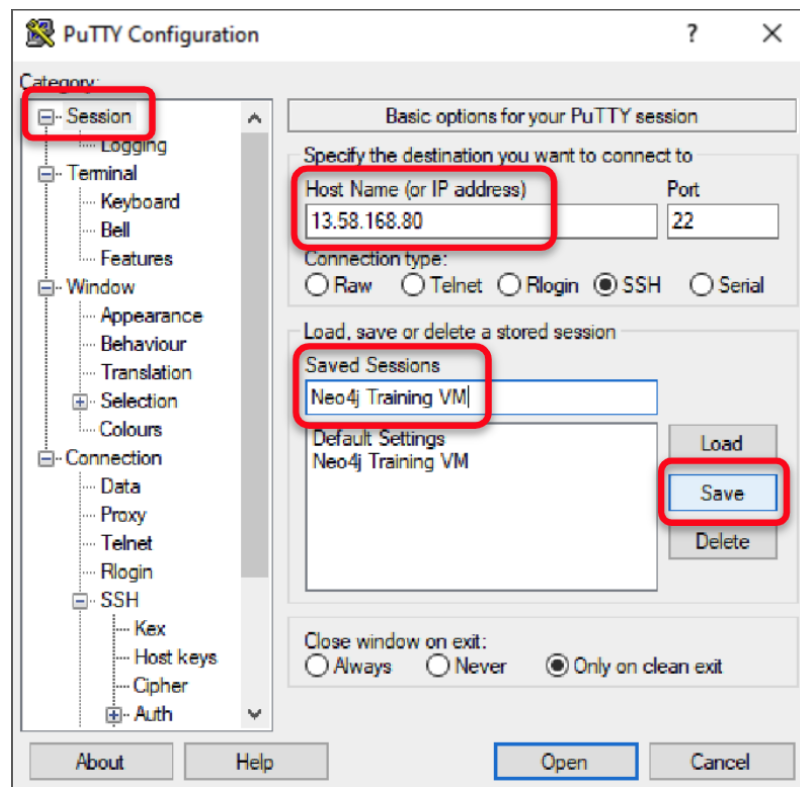 PuTTY Configuration ? ×
Category:
Session
Logging
Terminal
Keyboard
Bell
Features
Window
Appearance
Behaviour
Translation
Selection
Colours
Connection
Data
Proxy
Telnet
Rlogin
SSH
Kex
Host keys
Cipher
Auth
Basic options for your PuTTY session
Specify the destination you want to connect to
Host Name (or IP address) Port
13.58.168.80 22
Connection type:
Raw Telnet Rlogin SSH Serial
Load, save or delete a stored session
Saved Sessions
Neo4j Training VM
Default Settings
Neo4j Training VM
Load
Save
Delete
Close window on exit:
Always Never Only on clean exit
About Help Open Cancel